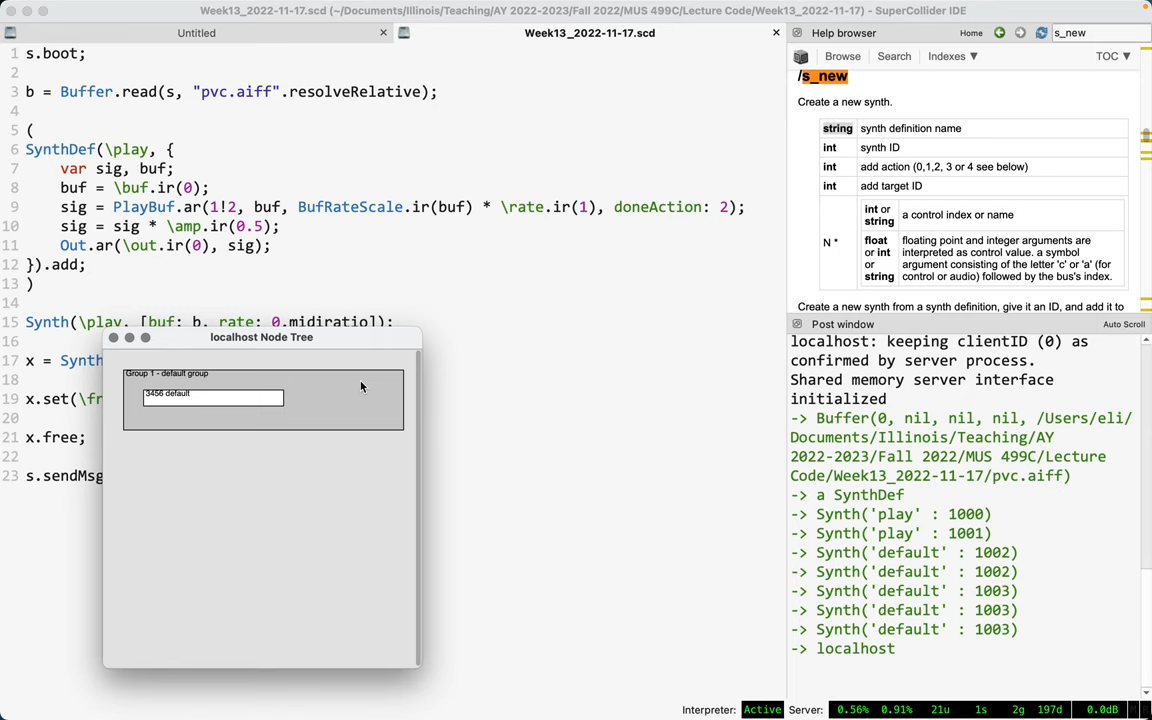 Week13_2022-11-17.scd (~/Documents/Illinois/Teaching/AY 2022-2023/Fall 2022/MUS 499C/Lecture Code/Week13_2022-11-17) - SuperCollider IDE
Untitled
Week13_2022-11-17.scd
1 s.boot;
2
3 b = Buffer.read(s, "pvc.aiff".resolveRelative);
4
5 (
6 SynthDef(\play, {
7 var sig, buf;
8 buf = \buf.ir(0);
9 sig = PlayBuf.ar(1!2, buf, BufRateScale.ir(buf) * \rate.ir(1), doneAction: 2);
10 sig = sig * \amp.ir(0.5);
11 Out.ar(\out.ir(0), sig);
12 }).add;
13 )
14
15 Synth(\play, [buf: b, rate: 0.midiratio]);
16
17 x = Synth
18
19 x.set(\fr
20
21 x.free;
22
23 s.sendMsg
localhost Node Tree
Group 1 - default group
3456 default
Help browser
Home
s_new
Browse
Search
Indexes ▼
TOC ▼
/s_new
Create a new synth.
string synth definition name
int synth ID
int add action (0,1,2, 3 or 4 see below)
int add target ID
N *
int or
string
a control index or name
float
or int
or
string
floating point and integer arguments are
interpreted as control value. a symbol
argument consisting of the letter 'c' or 'a' (for
control or audio) followed by the bus's index.
Create a new synth from a synth definition, give it an ID, and add it to
Post window
Auto Scroll
localhost: keeping clientID (0) as
confirmed by server process.
Shared memory server interface
initialized
-> Buffer(0, nil, nil, nil, /Users/eli/
Documents/Illinois/Teaching/AY
2022-2023/Fall 2022/MUS 499C/Lecture
Code/Week13_2022-11-17/pvc.aiff)
-> a SynthDef
-> Synth('play' : 1000)
-> Synth('play' : 1001)
-> Synth('default' : 1002)
-> Synth('default' : 1002)
-> Synth('default' : 1003)
-> Synth('default' : 1003)
-> Synth('default' : 1003)
-> localhost
Interpreter: Active Server: 0.56% 0.91% 21u 1s 2g 197d 0.0dB M R